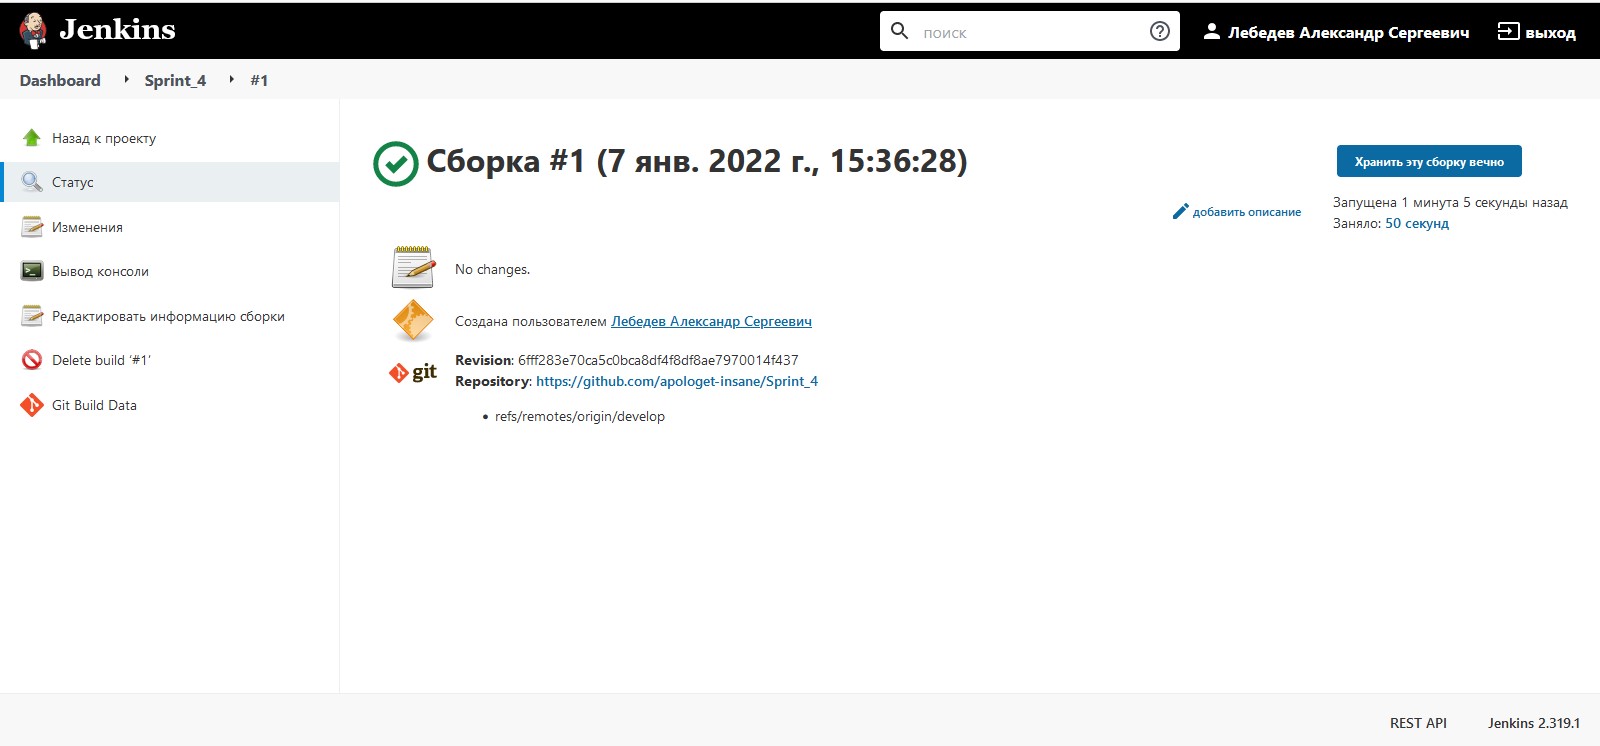 Jenkins
поиск
Лебедев Александр Сергеевич
выход
Dashboard Sprint_4 #1
Назад к проекту
Статус
Изменения
Вывод консоли
Редактировать информацию сборки
Delete build ‘#1’
Git Build Data
Сборка #1 (7 янв. 2022 г., 15:36:28)
Хранить эту сборку вечно
добавить описание
Запущена 1 минута 5 секунды назад
Заняло: 50 секунд
No changes.
Создана пользователем Лебедев Александр Сергеевич
git
Revision: 6fff283e70ca5c0bca8df4f8df8ae7970014f437
Repository: https://github.com/apologet-insane/Sprint_4
• refs/remotes/origin/develop
REST API
Jenkins 2.319.1